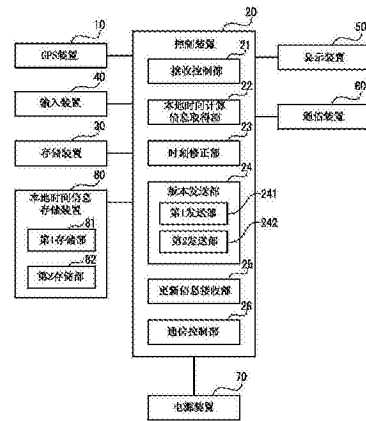 10
GPS装置
40
输入装置
30
存储装置
80
本地时间信息
存储装置
81
第1存储部
82
第2存储部
20
控制装置
21
接收控制部
22
本地时间计算
信息取得部
23
时刻修正部
24
版本发送部
241
第1发送部
242
第2发送部
25
更新信息接收部
26
通信控制部
50
显示装置
60
通信装置
70
电源装置